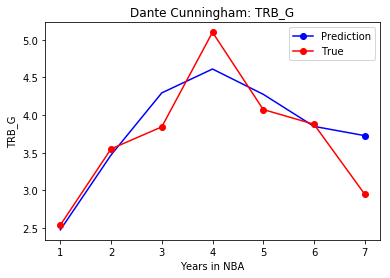 Dante Cunningham: TRB_G
Prediction
True
5.0
4.5
4.0
3.5
3.0
2.5
TRB_G
1 2 3 4 5 6 7
Years in NBA